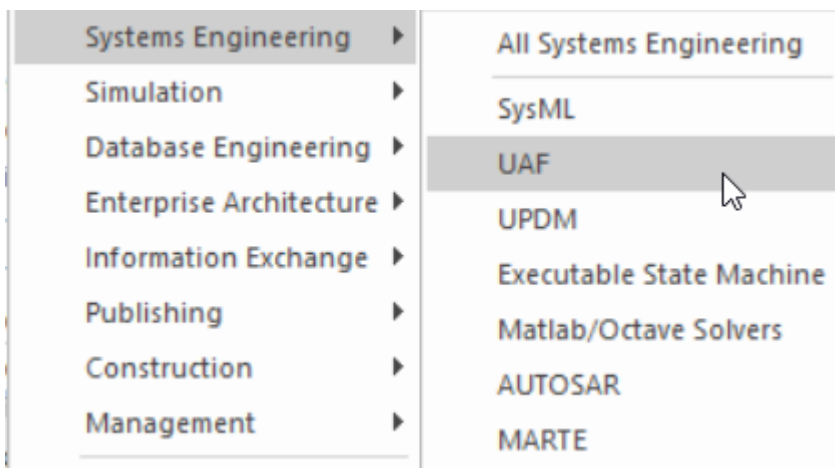 Systems Engineering
Simulation
Database Engineering
Enterprise Architecture
Information Exchange
Publishing
Construction
Management
All Systems Engineering
SysML
UAF
UPDM
Executable State Machine
Matlab/Octave Solvers
AUTOSAR
MARTE